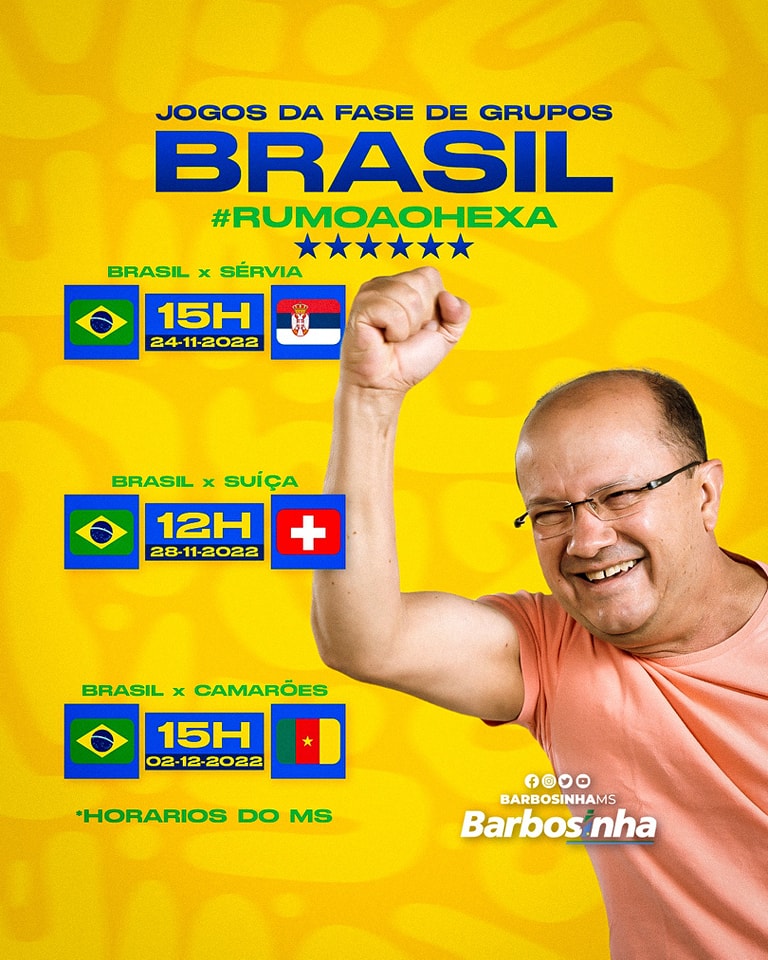 JOGOS DA FASE DE GRUPOS
BRASIL
#RUMOAOHEXA
BRASIL x SÉRVIA
15H
24-11-2022
BRASIL x SUÍÇA
12H
28-11-2022
BRASIL x CAMARÕES
15H
02-12-2022
*HORARIOS DO MS
BARBOSINHAMS
Barbosinha